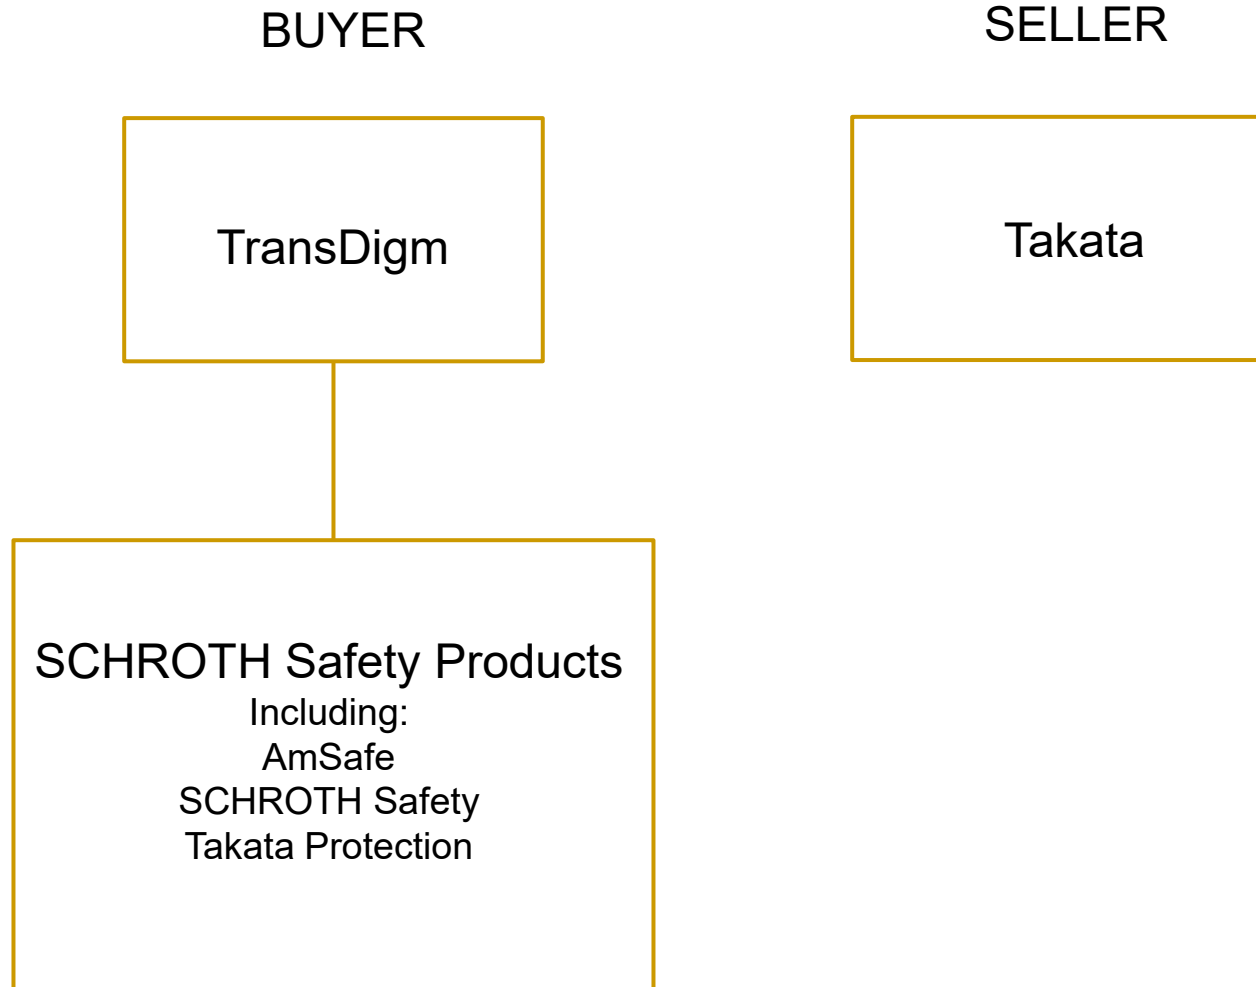 BUYER
SELLER
TransDigm
Takata
SCHROTH Safety Products
Including:
AmSafe
SCHROTH Safety
Takata Protection